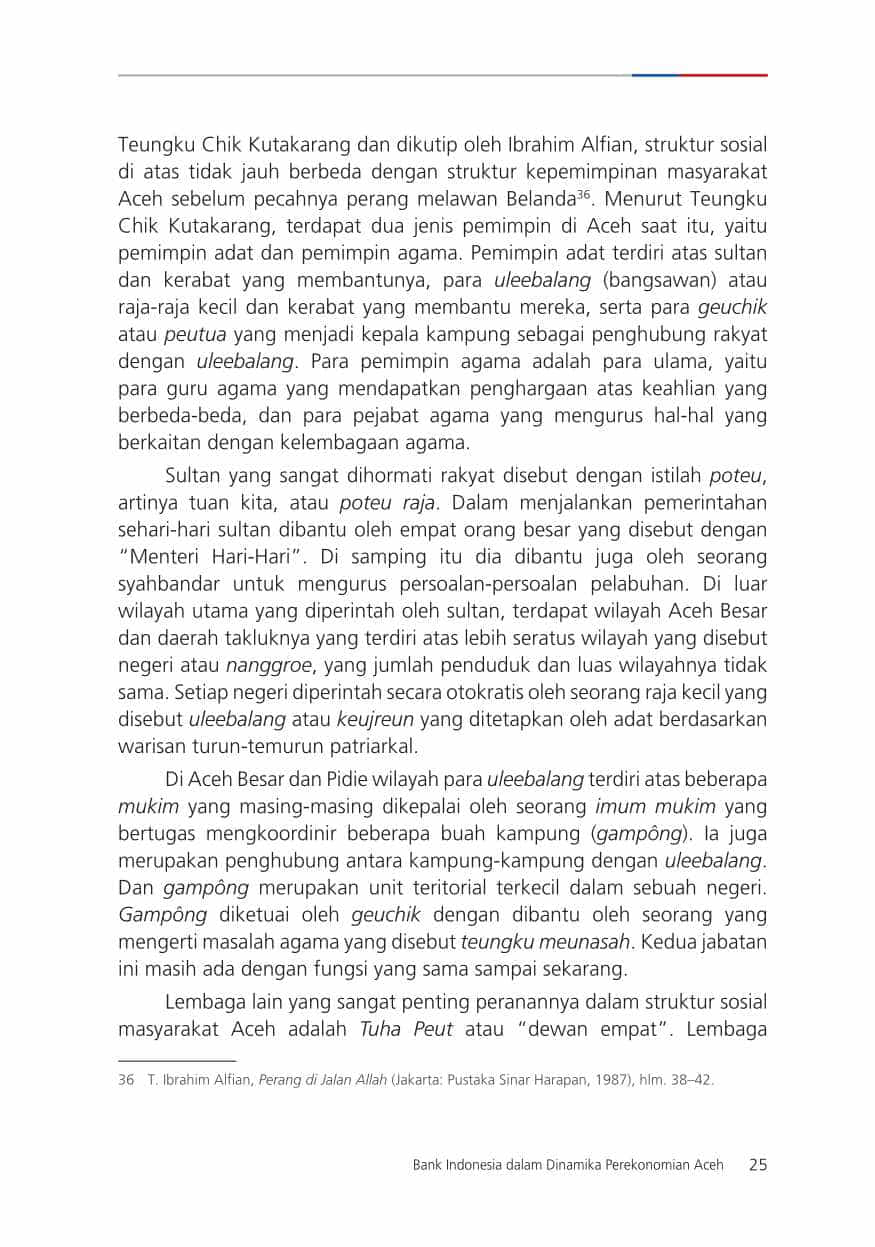 Teungku Chik Kutakarang dan dikutip oleh Ibrahim Alfian, struktur sosial
di atas tidak jauh berbeda dengan struktur kepemimpinan masyarakat
Aceh sebelum pecahnya perang melawan Belanda36. Menurut Teungku
Chik Kutakarang, terdapat dua jenis pemimpin di Aceh saat itu, yaitu
pemimpin adat dan pemimpin agama. Pemimpin adat terdiri atas sultan
dan kerabat yang membantunya, para uleebalang (bangsawan) atau
raja-raja kecil dan kerabat yang membantu mereka, serta para geuchik
atau peutua yang menjadi kepala kampung sebagai penghubung rakyat
dengan uleebalang. Para pemimpin agama adalah para ulama, yaitu
para guru agama yang mendapatkan penghargaan atas keahlian yang
berbeda-beda, dan para pejabat agama yang mengurus hal-hal yang
berkaitan dengan kelembagaan agama.
Sultan yang sangat dihormati rakyat disebut dengan istilah poteu,
artinya tuan kita, atau poteu raja. Dalam menjalankan pemerintahan
sehari-hari sultan dibantu oleh empat orang besar yang disebut dengan
“Menteri Hari-Hari”. Di samping itu dia dibantu juga oleh seorang
syahbandar untuk mengurus persoalan-persoalan pelabuhan. Di luar
wilayah utama yang diperintah oleh sultan, terdapat wilayah Aceh Besar
dan daerah takluknya yang terdiri atas lebih seratus wilayah yang disebut
negeri atau nanggroe, yang jumlah penduduk dan luas wilayahnya tidak
sama. Setiap negeri diperintah secara otokratis oleh seorang raja kecil yang
disebut uleebalang atau keujreun yang ditetapkan oleh adat berdasarkan
warisan turun-temurun patriarkal.
Di Aceh Besar dan Pidie wilayah para uleebalang terdiri atas beberapa
mukim yang masing-masing dikepalai oleh seorang imum mukim yang
bertugas mengkoordinir beberapa buah kampung (gampông). Ia juga
merupakan penghubung antara kampung-kampung dengan uleebalang.
Dan gampông merupakan unit teritorial terkecil dalam sebuah negeri.
Gampông diketuai oleh geuchik dengan dibantu oleh seorang yang
mengerti masalah agama yang disebut teungku meunasah. Kedua jabatan
ini masih ada dengan fungsi yang sama sampai sekarang.
Lembaga lain yang sangat penting peranannya dalam struktur sosial
masyarakat Aceh adalah Tuha Peut atau “dewan empat”. Lembaga
36 T. Ibrahim Alfian, Perang di Jalan Allah (Jakarta: Pustaka Sinar Harapan, 1987), hlm. 38–42.
Bank Indonesia dalam Dinamika Perekonomian Aceh 25